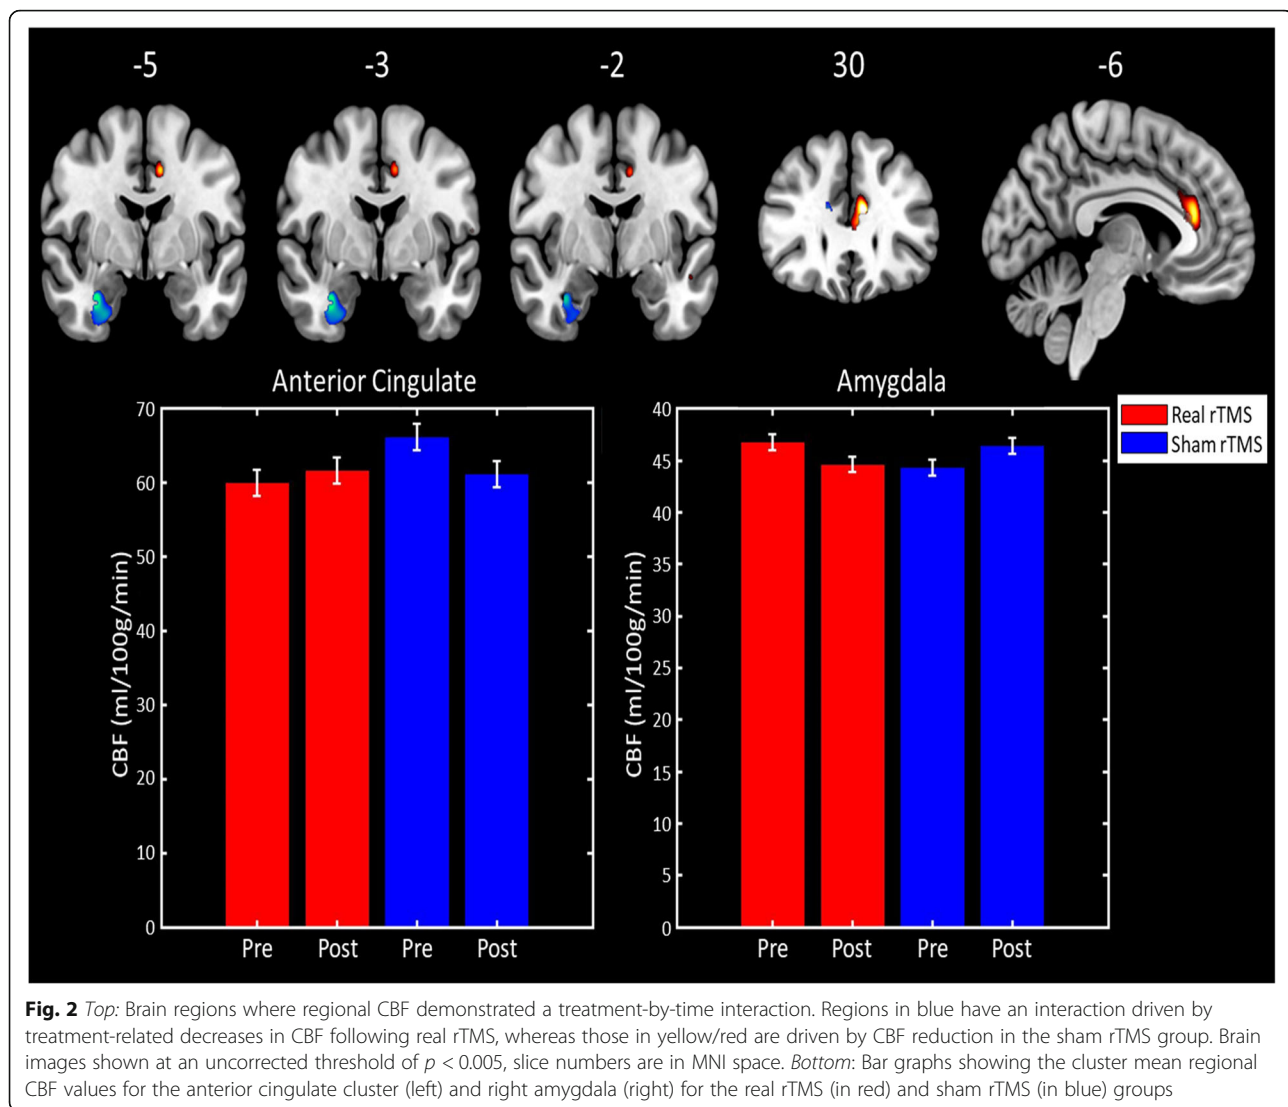 -5 -3 -2 30 -6
Anterior Cingulate
70
60
50
60
40
30
20
10
0
CBF (ml/100g/min)
Pre Post Pre Post
Amygdala
40
45
40
35
30
25
20
15
10
5
0
CBF (ml/100g/min)
Pre Post Pre Post
Real rTMS
Sham rTMS
Fig. 2 Top: Brain regions where regional CBF demonstrated a treatment-by-time interaction. Regions in blue have an interaction driven by
treatment-related decreases in CBF following real rTMS, whereas those in yellow/red are driven by CBF reduction in the sham rTMS group. Brain
images shown at an uncorrected threshold of p < 0.005, slice numbers are in MNI space. Bottom: Bar graphs showing the cluster mean regional
CBF values for the anterior cingulate cluster (left) and right amygdala (right) for the real rTMS (in red) and sham rTMS (in blue) groups